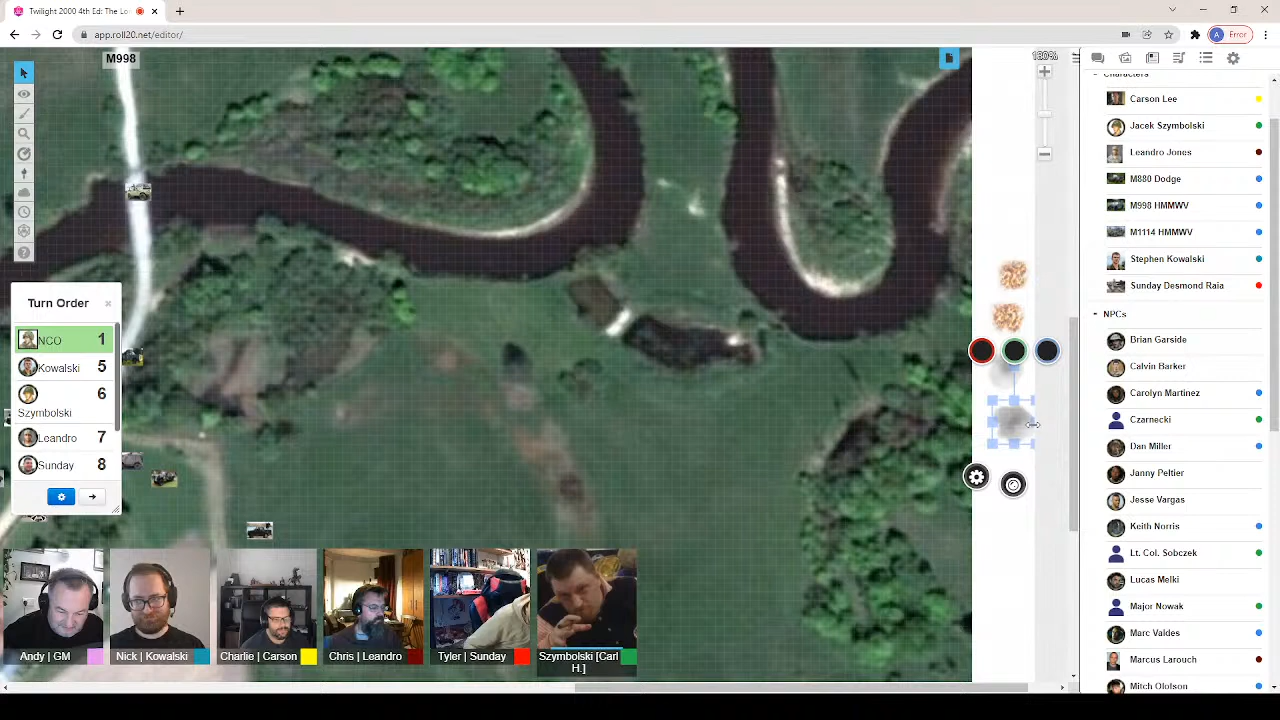 Twilight 2000 4th Ed: The Lo
app.roll20.net/editor/
A Error
M998
180%
Characters
Carson Lee
Jacek Szymbolski
Leandro Jones
M880 Dodge
M998 HMMWV
M1114 HMMWV
Stephen Kowalski
Sunday Desmond Raia
NPCs
Brian Garside
Calvin Barker
Carolyn Martinez
Czarnecki
Dan Miller
Janny Peltier
Jesse Vargas
Keith Norris
Lt. Col. Sobczek
Lucas Meiki
Major Nowak
Marc Valdes
Marcus Larouch
Mitch Olofson
Turn Order
NCO 1
Kowalski 5
6
Szymbolski
Leandro 7
Sunday 8
Andy | GM
Nick | Kowalski
Charlie | Carson
Chris | Leandro
Tyler | Sunday
Szymbolski [Carl
H.]